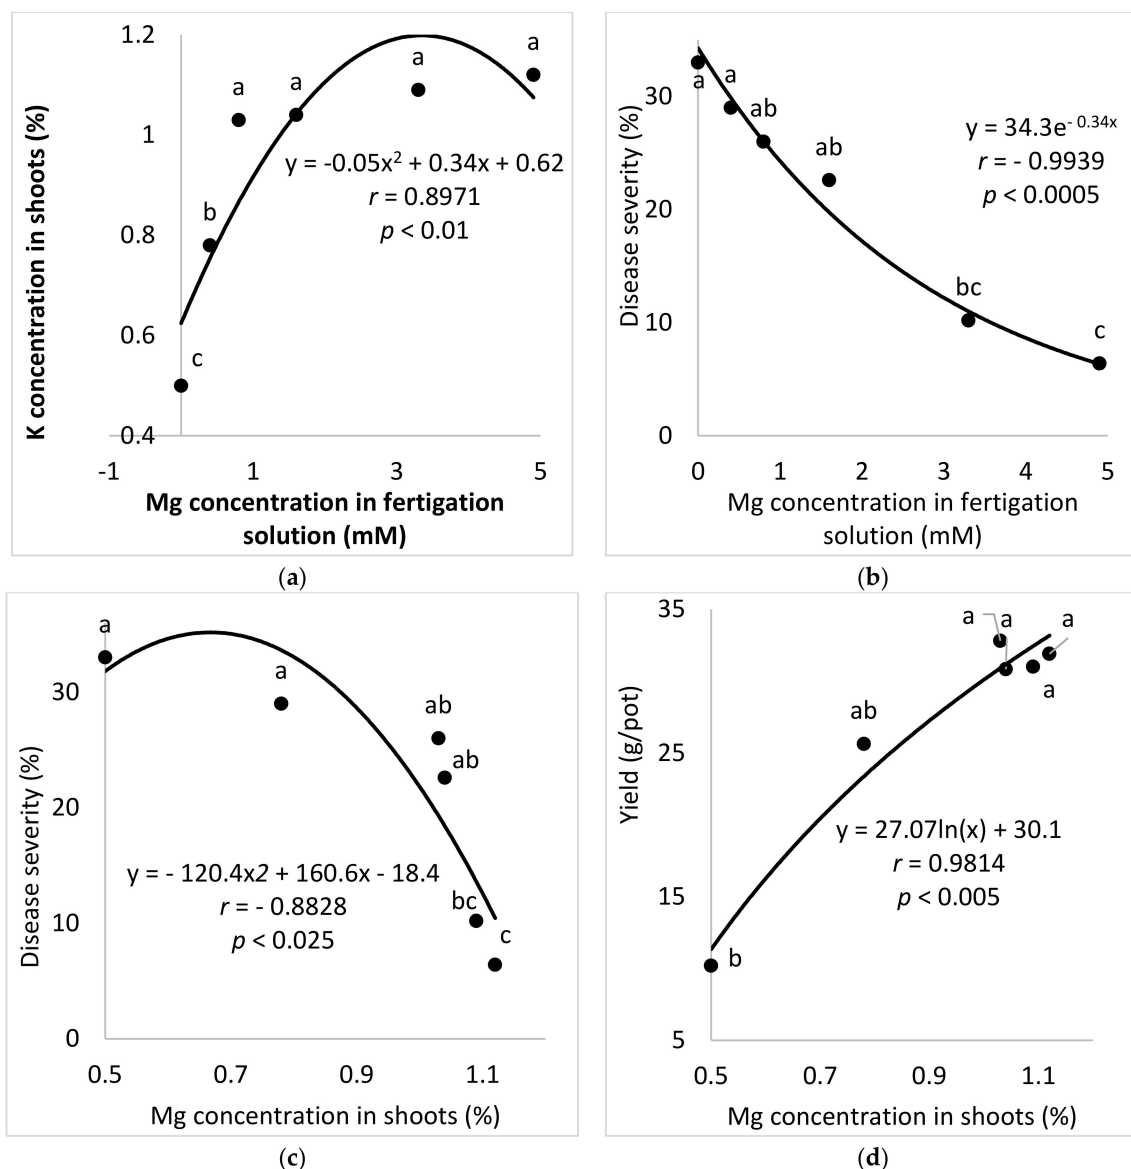 K concentration in shoots (%)
1.2
1
0.8
0.6
0.4
a
a
a
a
b
c
y = -0.05x² + 0.34x + 0.62
r = 0.8971
p < 0.01
-1
1
3
5
Mg concentration in fertigation
solution (mM)
(a)
Disease severity (%)
30
20
10
0
a
a
ab
ab
bc
c
y = 34.3e^- 0.34x
r = - 0.9939
p < 0.0005
0
1
2
3
4
5
Mg concentration in fertigation
solution (mM)
(b)
Disease severity (%)
30
20
10
0
a
a
ab
ab
bc
c
y = - 120.4x2 + 160.6x - 18.4
r = - 0.8828
p < 0.025
0.5
0.7
0.9
1.1
Mg concentration in shoots (%)
(c)
Yield (g/pot)
35
25
15
5
a
a
a
a
ab
b
y = 27.07ln(x) + 30.1
r = 0.9814
p < 0.005
0.5
0.7
0.9
1.1
Mg concentration in shoots (%)
(d)